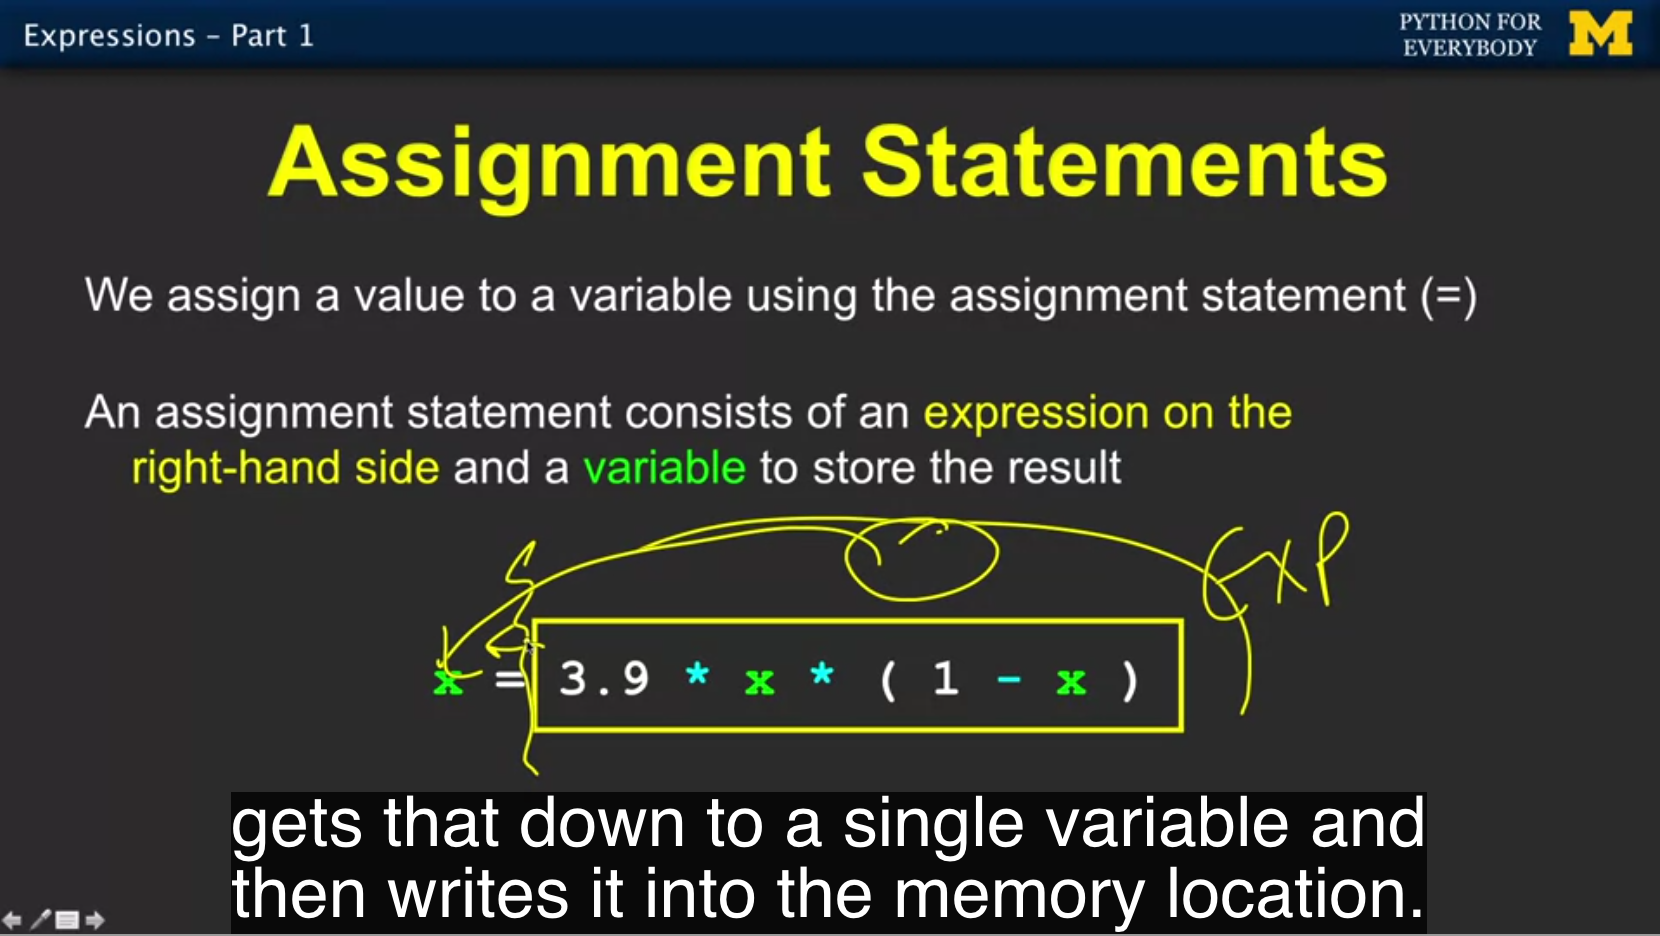 Expressions – Part 1
PYTHON FOR
EVERYBODY
M
Assignment Statements
We assign a value to a variable using the assignment statement (=)
An assignment statement consists of an expression on the
right-hand side and a variable to store the result
Exp
x = 3.9 * x * ( 1 - x )
gets that down to a single variable and
then writes it into the memory location.